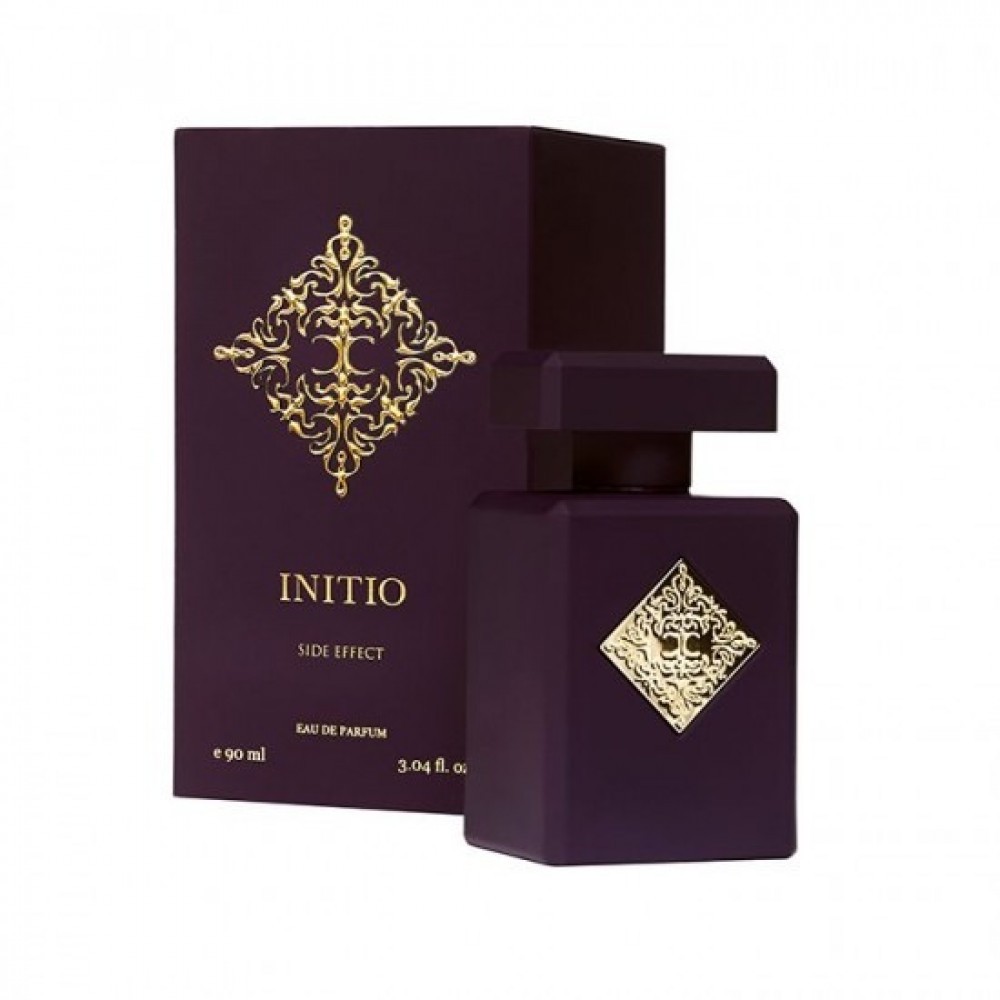 INITIO
SIDE EFFECT
EAU DE PARFUM
e 90 ml
3.04 fl. oz